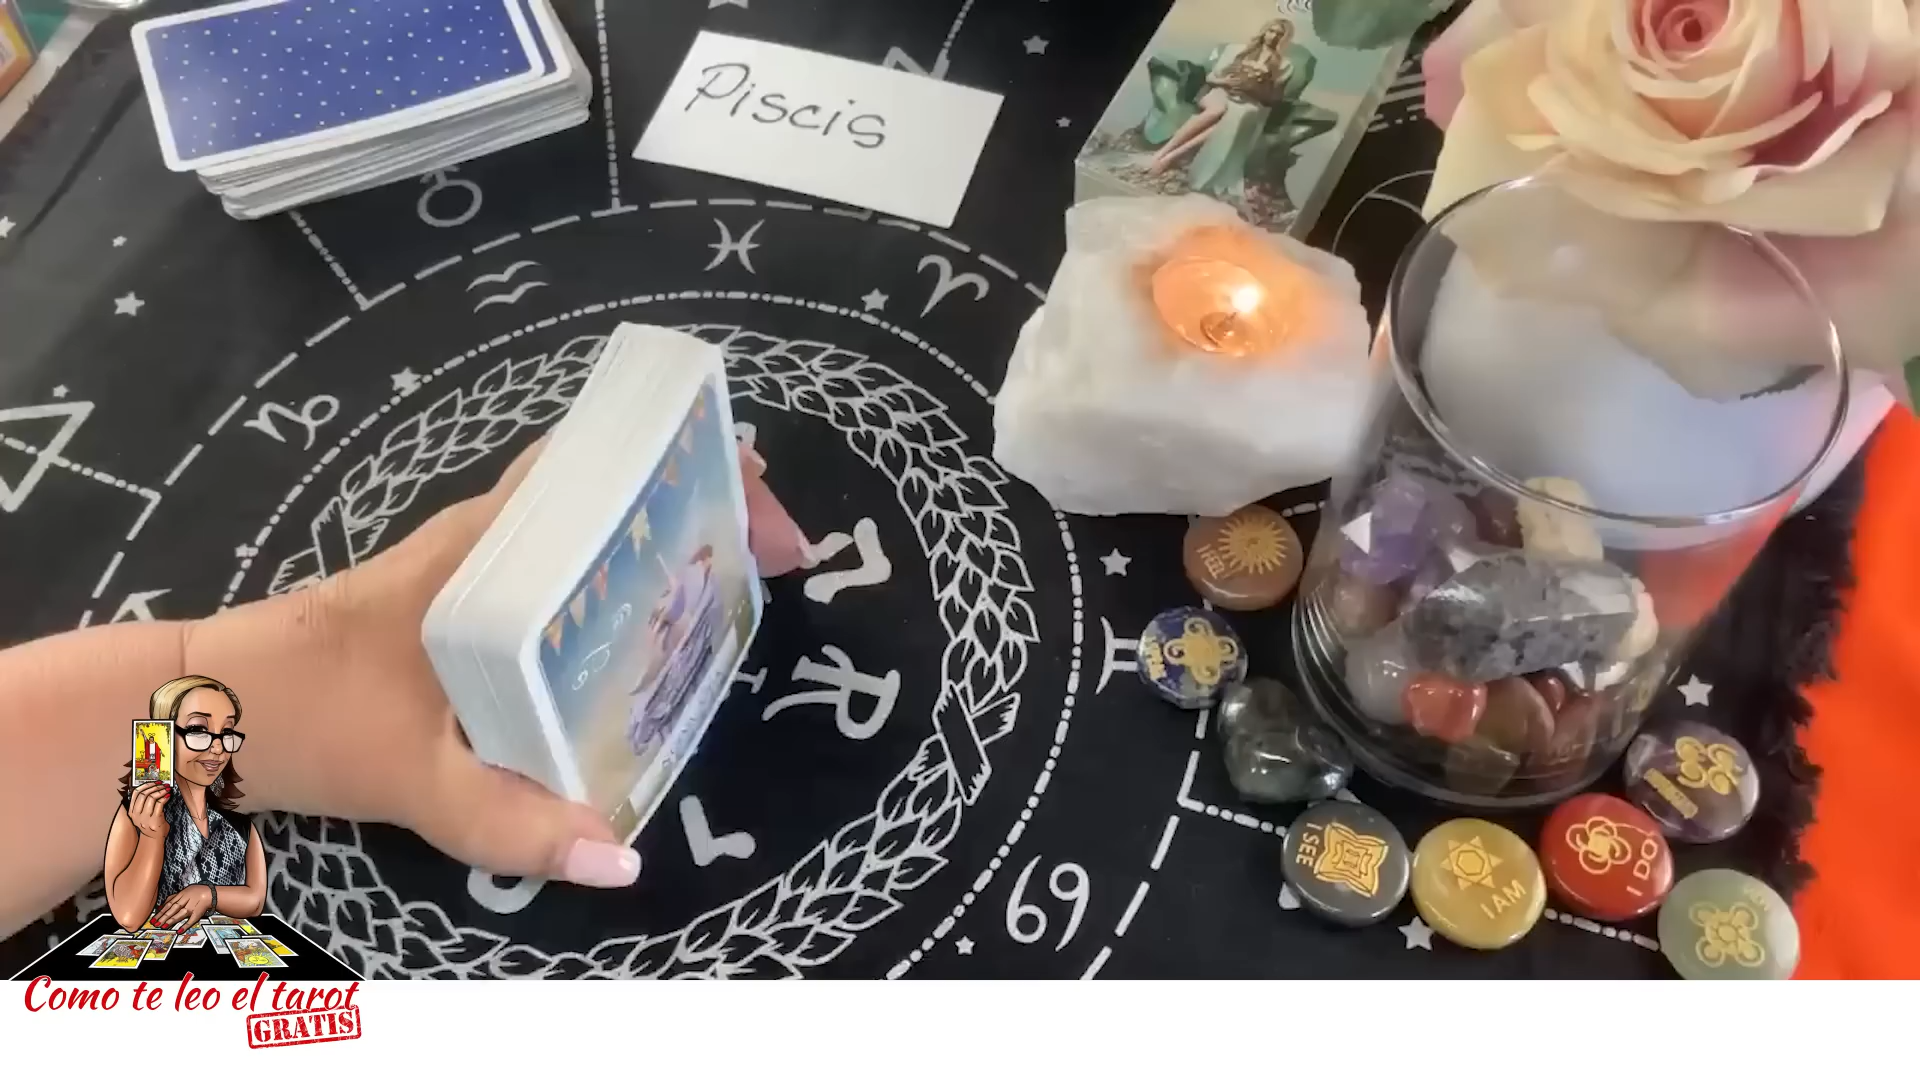 Piscis
I SEE
I AM
I DO
Como te leo el tarot
GRATIS